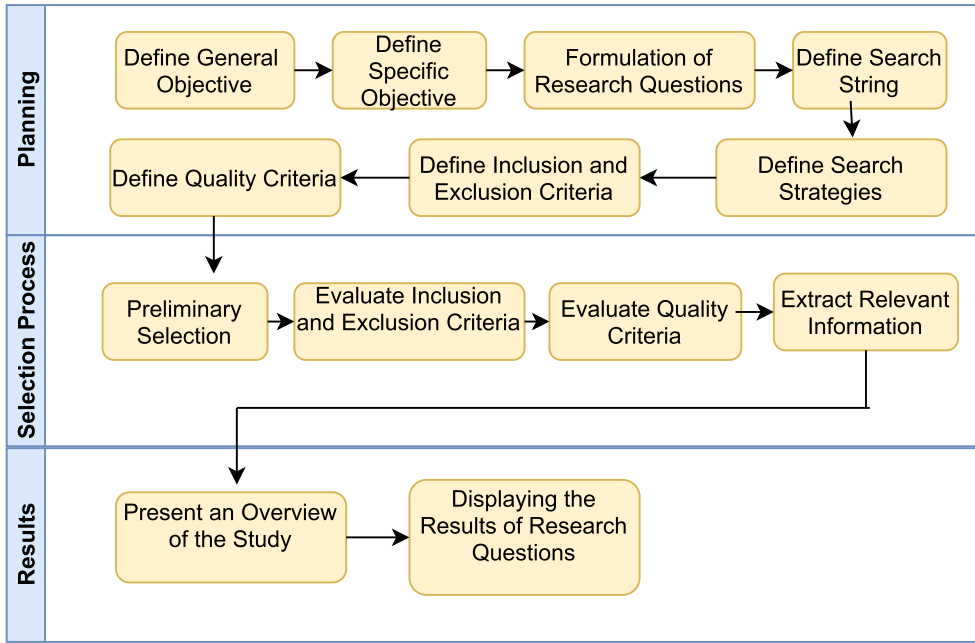 Planning
Define General
Objective
Define
Specific
Objective
Formulation of
Research Questions
Define Search
String
Define Quality Criteria
Define Inclusion and
Exclusion Criteria
Define Search
Strategies
Selection Process
Preliminary
Selection
Evaluate Inclusion
and Exclusion Criteria
Evaluate Quality
Criteria
Extract Relevant
Information
Results
Present an Overview
of the Study
Displaying the
Results of Research
Questions